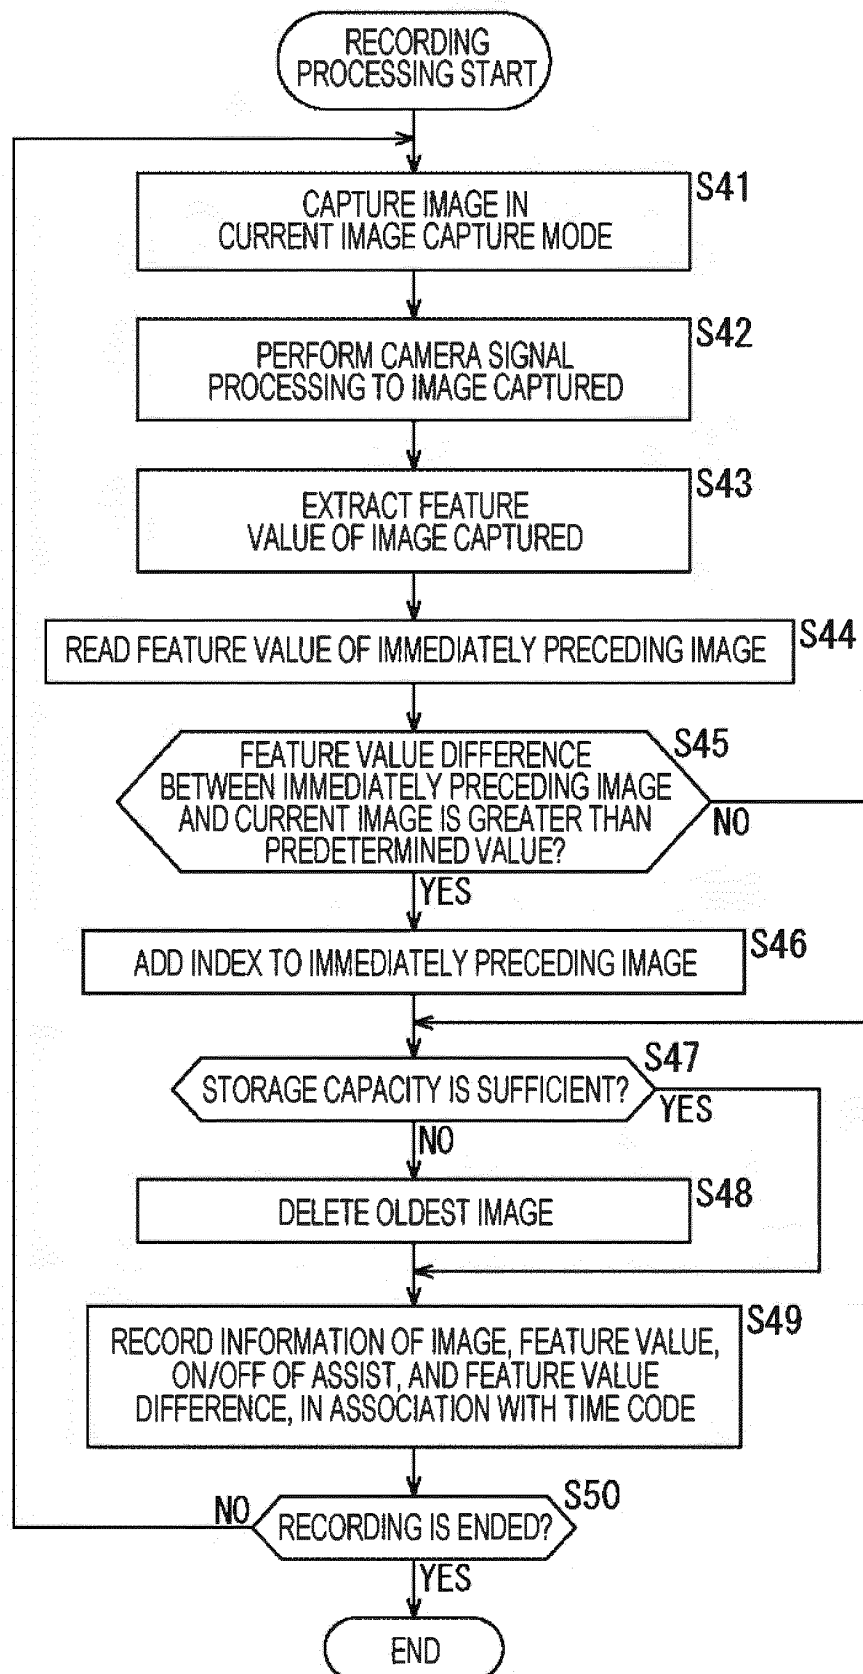 RECORDING
PROCESSING START
S41
CAPTURE IMAGE IN
CURRENT IMAGE CAPTURE MODE
S42
PERFORM CAMERA SIGNAL
PROCESSING TO IMAGE CAPTURED
S43
EXTRACT FEATURE
VALUE OF IMAGE CAPTURED
S44
READ FEATURE VALUE OF IMMEDIATELY PRECEDING IMAGE
S45
FEATURE VALUE DIFFERENCE
BETWEEN IMMEDIATELY PRECEDING IMAGE
AND CURRENT IMAGE IS GREATER THAN
PREDETERMINED VALUE?
NO
YES
S46
ADD INDEX TO IMMEDIATELY PRECEDING IMAGE
S47
STORAGE CAPACITY IS SUFFICIENT?
YES
NO
S48
DELETE OLDEST IMAGE
S49
RECORD INFORMATION OF IMAGE, FEATURE VALUE,
ON/OFF OF ASSIST, AND FEATURE VALUE
DIFFERENCE, IN ASSOCIATION WITH TIME CODE
S50
NO
RECORDING IS ENDED?
YES
END